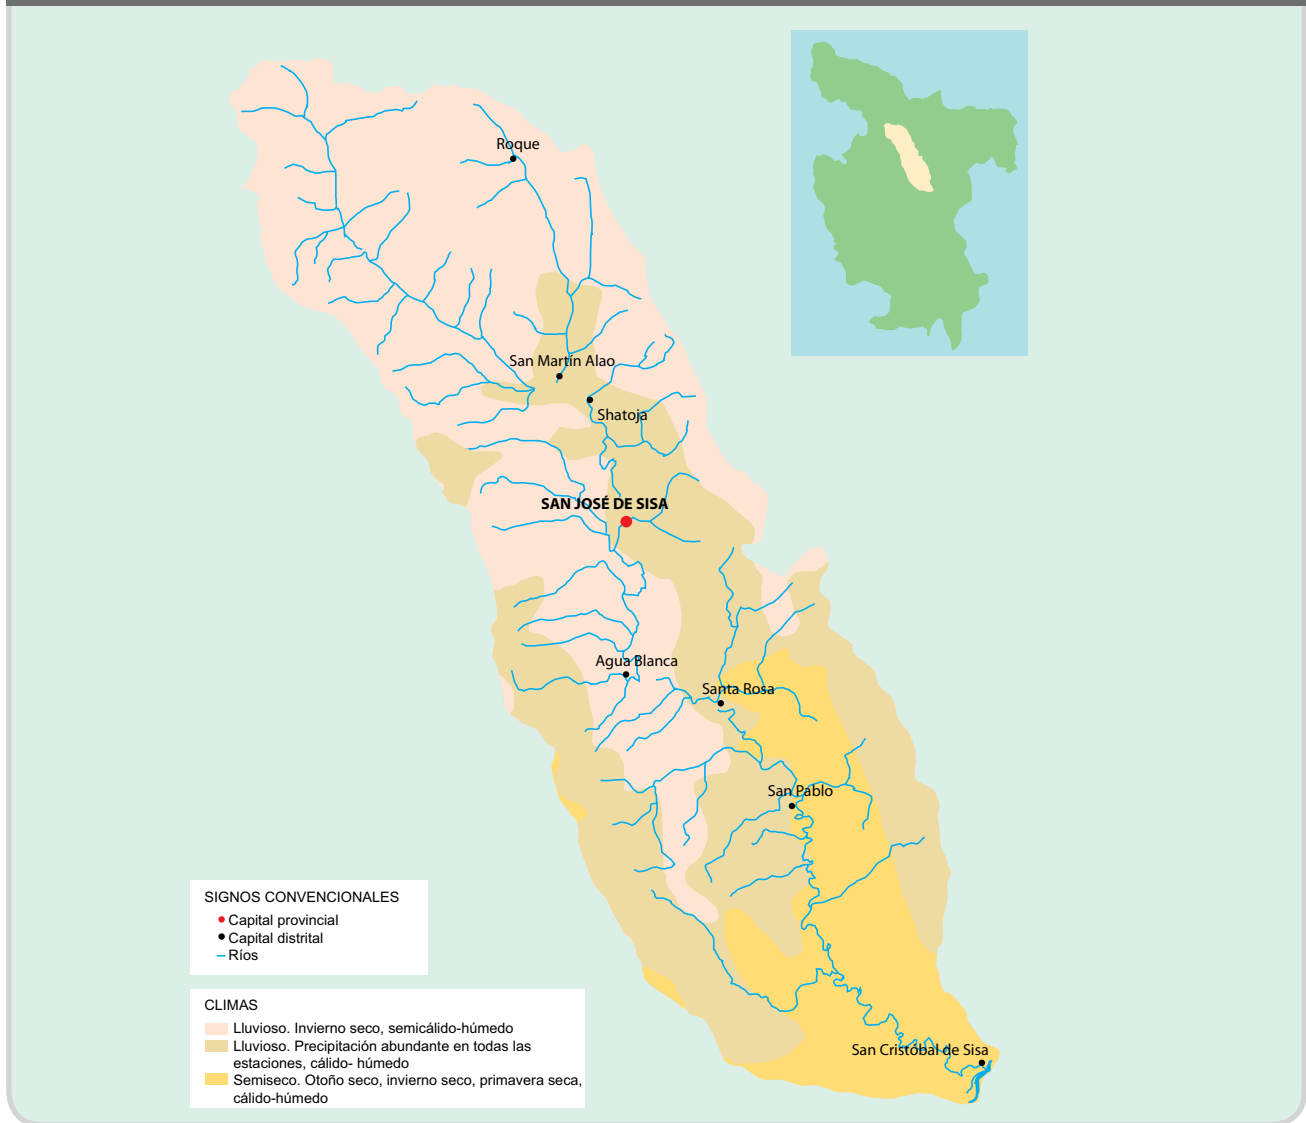 Roque
San Martín Alao
Shatoja
SAN JOSÉ DE SISA
Agua Blanca
Santa Rosa
San Pablo
San Cristóbal de Sisa
SIGNOS CONVENCIONALES
Capital provincial
Capital distrital
Ríos
CLIMAS
Lluvioso. Invierno seco, semicálido-húmedo
Lluvioso. Precipitación abundante en todas las
estaciones, cálido- húmedo
Semiseco. Otoño seco, invierno seco, primavera seca,
cálido-húmedo